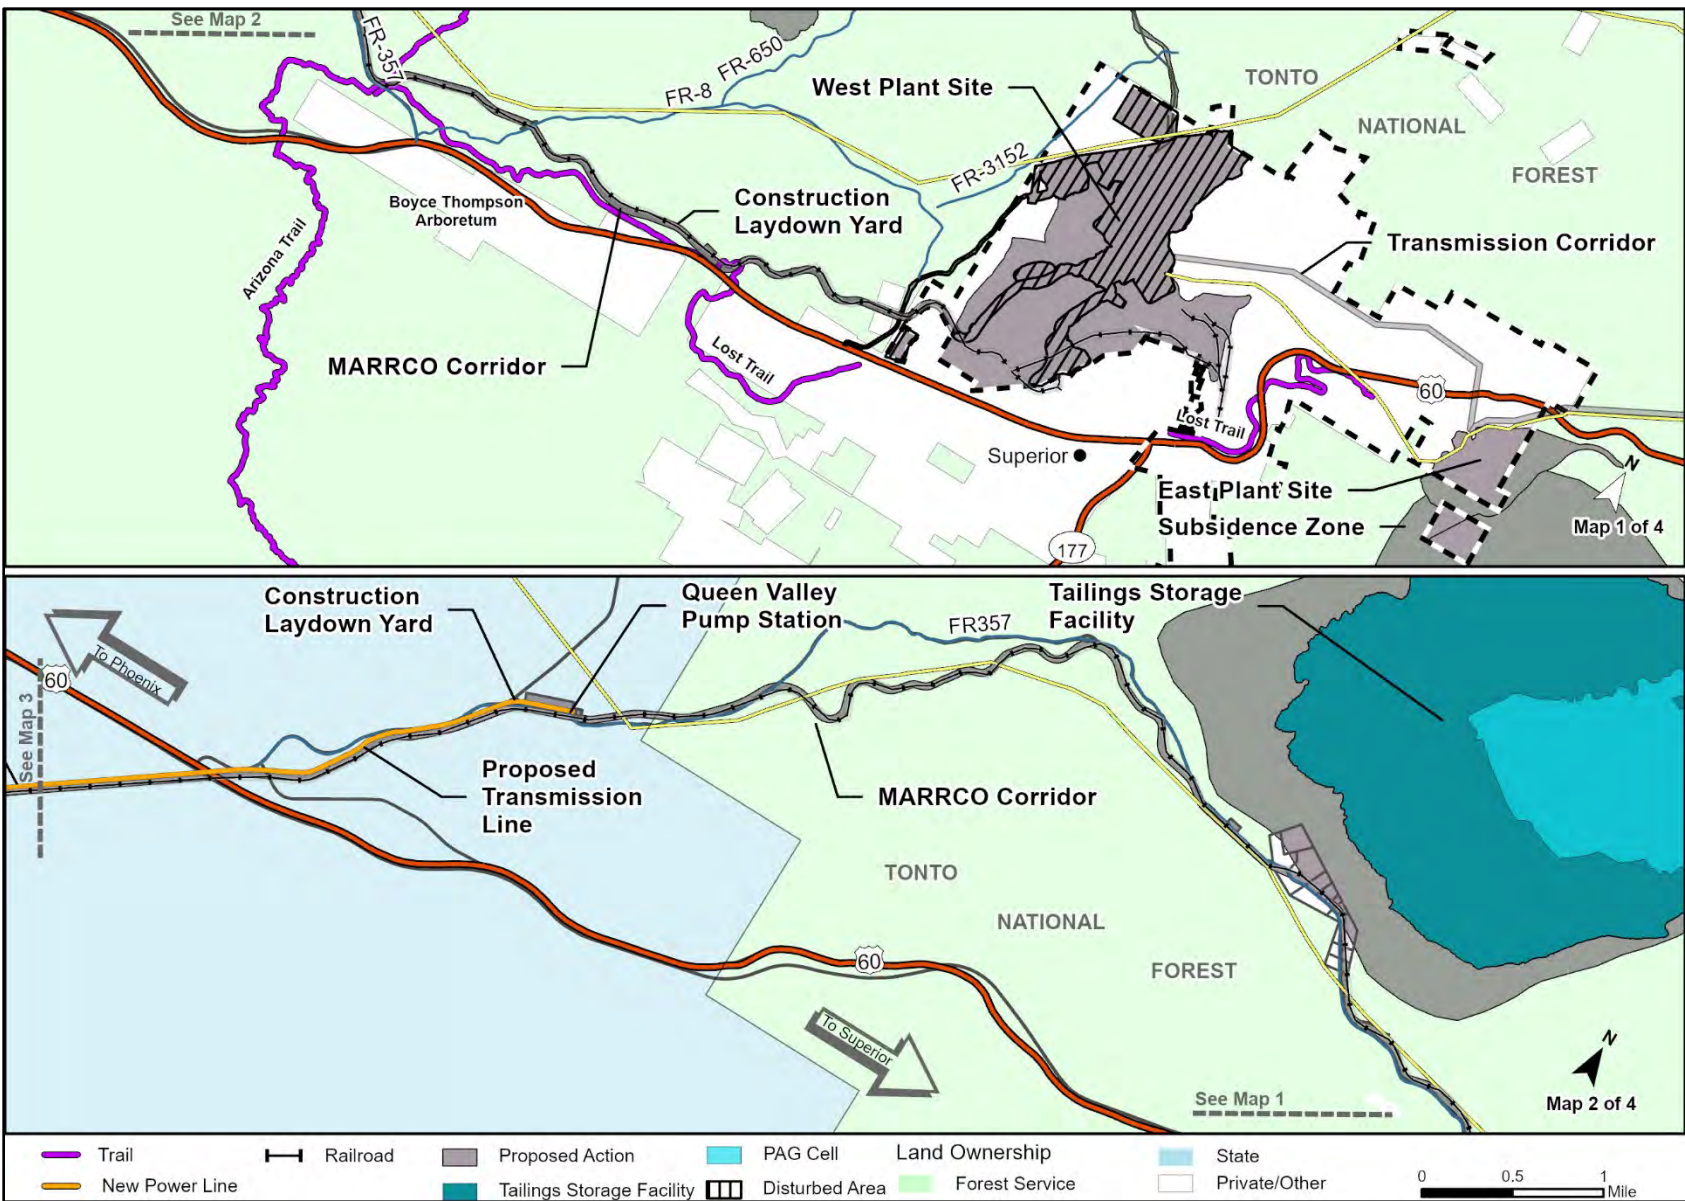 See Map 2
FR-357
FR-650
FR-8
West Plant Site
TONTO
NATIONAL
FOREST
FR-3152
Boyce Thompson
Arboretum
Construction
Laydown Yard
Transmission Corridor
Arizona Trail
MARRCO Corridor
Lost Trail
60
Lost Trail
Superior
East Plant Site
Subsidence Zone
177
N
Map 1 of 4
Construction
Laydown Yard
Queen Valley
Pump Station
FR357
Tailings Storage
Facility
To Phoenix
60
See Map 3
Proposed
Transmission
Line
MARRCO Corridor
TONTO
NATIONAL
FOREST
60
To Superior
See Map 1
N
Map 2 of 4
Trail
Railroad
Proposed Action
PAG Cell
Land Ownership
State
New Power Line
Tailings Storage Facility
Disturbed Area
Forest Service
Private/Other
0 0.5 1
Mile